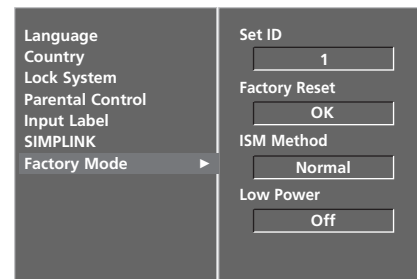 Language
Country
Lock System
Parental Control
Input Label
SIMPLINK
Factory Mode ►
Set ID
1
Factory Reset
OK
ISM Method
Normal
Low Power
Off